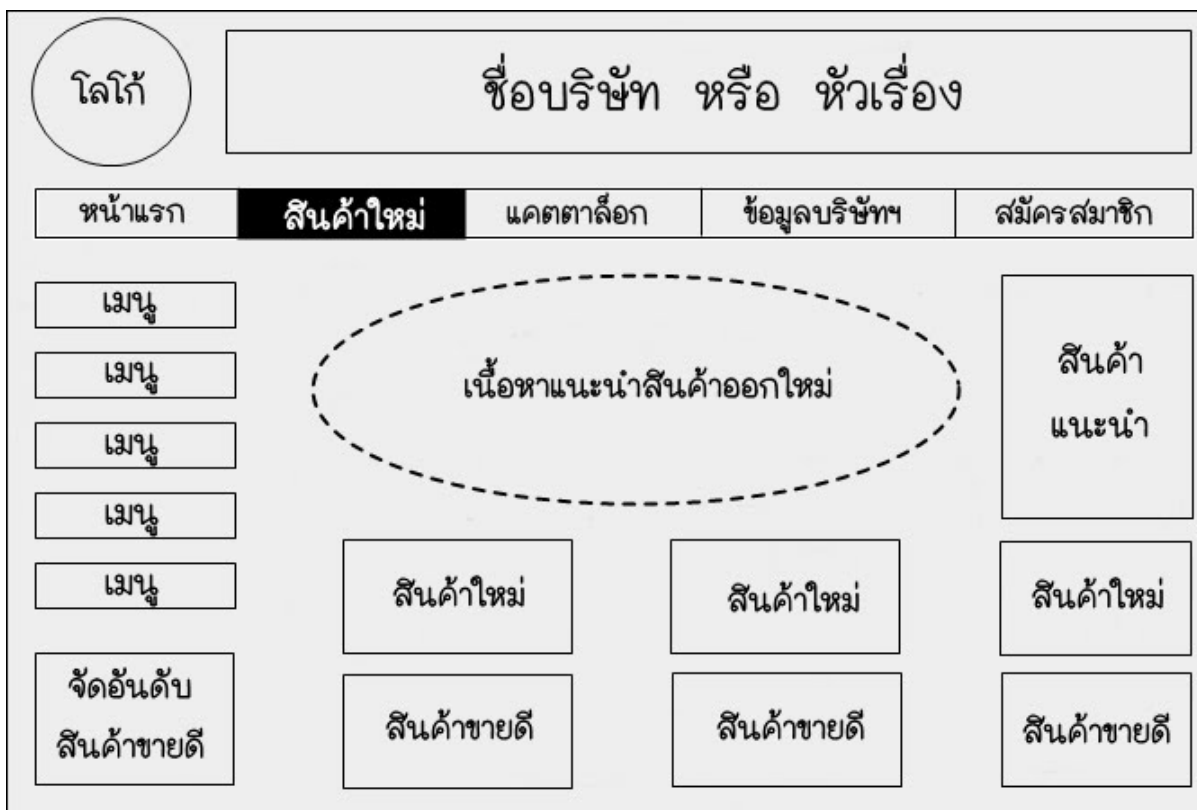 โลโก้
ชื่อบริษัท หรือ หัวเรื่อง
หน้าแรก สินค้าใหม่ แคตตาล็อก ข้อมูลบริษัทฯ สมัครสมาชิก
เมนู
เมนู
เมนู
เมนู
เมนู
จัดอันดับ
สินค้าขายดี
เนื้อหาแนะนำสินค้าออกใหม่
สินค้า
แนะนำ
สินค้าใหม่ สินค้าใหม่ สินค้าใหม่
สินค้าขายดี สินค้าขายดี สินค้าขายดี